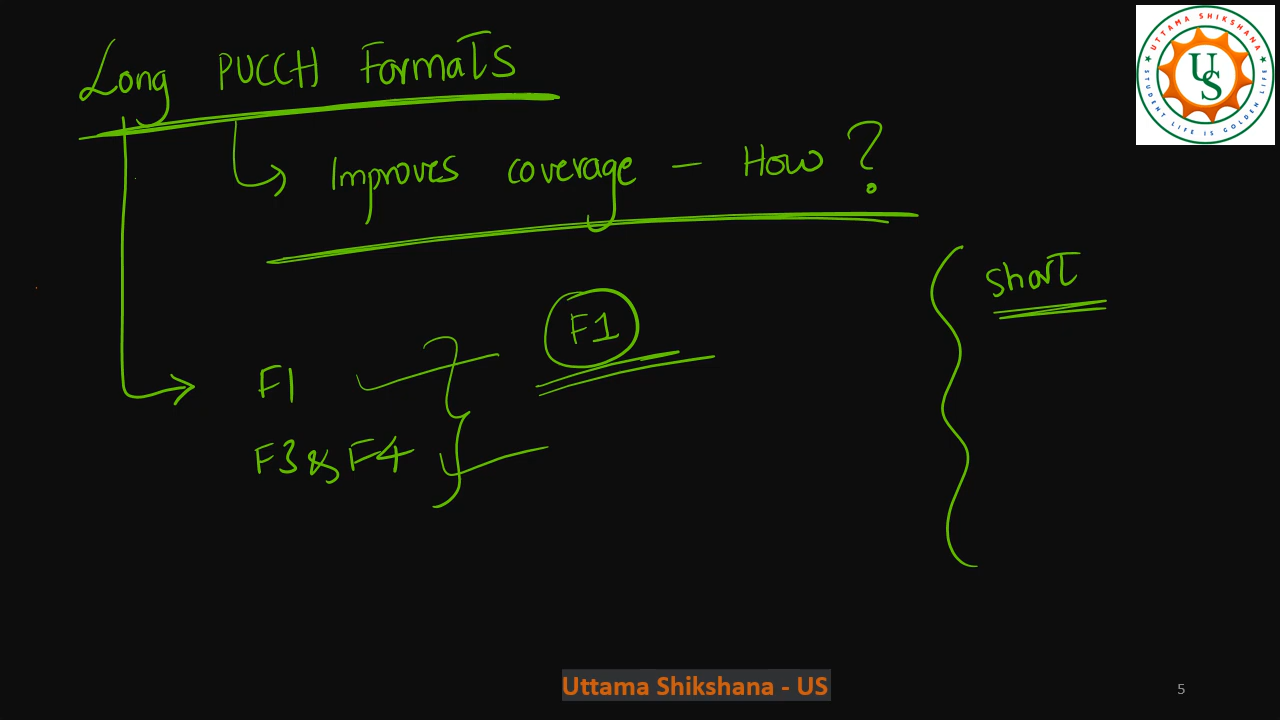 Long PUCCH Formats
Improves coverage – How ?
Short
F1
F1
F3 & F4
UTTAMA SHIKSHANA
US
STUDENT LIFE IS GOLDEN LIFE
Uttama Shikshana - US
5